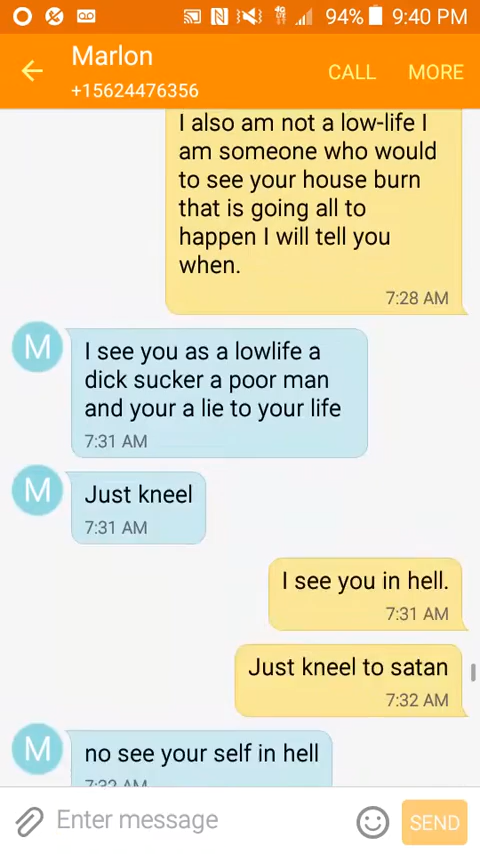 94% 9:40 PM
Marlon
+15624476356
CALL MORE
I also am not a low-life I
am someone who would
to see your house burn
that is going all to
happen I will tell you
when.
7:28 AM
M
I see you as a lowlife a
dick sucker a poor man
and your a lie to your life
7:31 AM
M
Just kneel
7:31 AM
I see you in hell.
7:31 AM
Just kneel to satan
7:32 AM
M
no see your self in hell
7:32 AM
Enter message
SEND